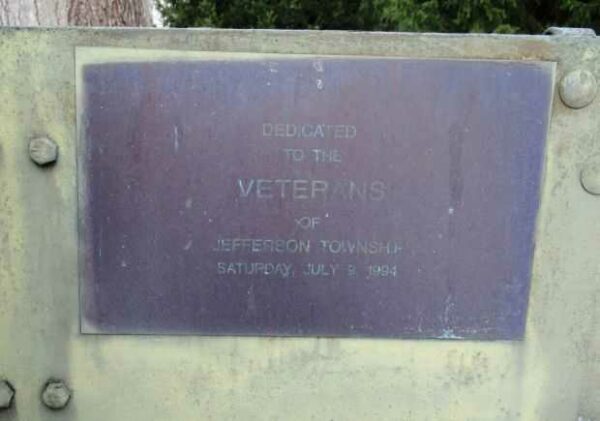 DEDICATED
TO THE
VETERANS
OF
JEFFERSON TOWNSHIP
SATURDAY, JULY 9, 1994